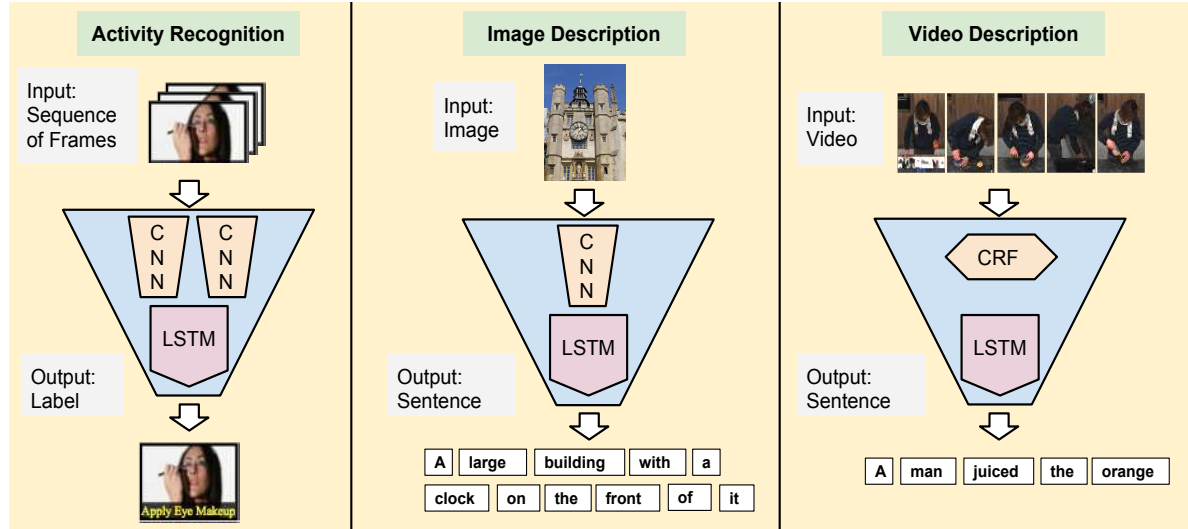 Activity Recognition
Input:
Sequence
of Frames
C
N
N
C
N
N
LSTM
Output:
Label
Apply Eye Makeup
Image Description
Input:
Image
C
N
N
LSTM
Output:
Sentence
A large building with a
clock on the front of it
Video Description
Input:
Video
CRF
LSTM
Output:
Sentence
A man juiced the orange